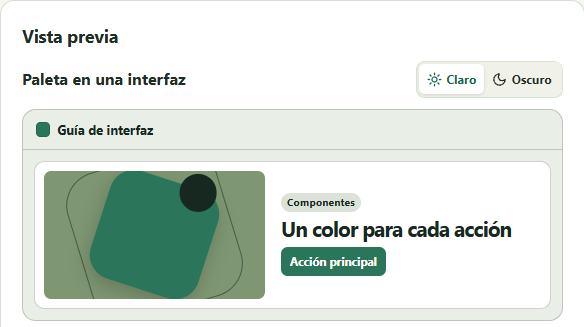 Vista previa
Paleta en una interfaz
Claro
Oscuro
Guía de interfaz
Componentes
Un color para cada acción
Acción principal